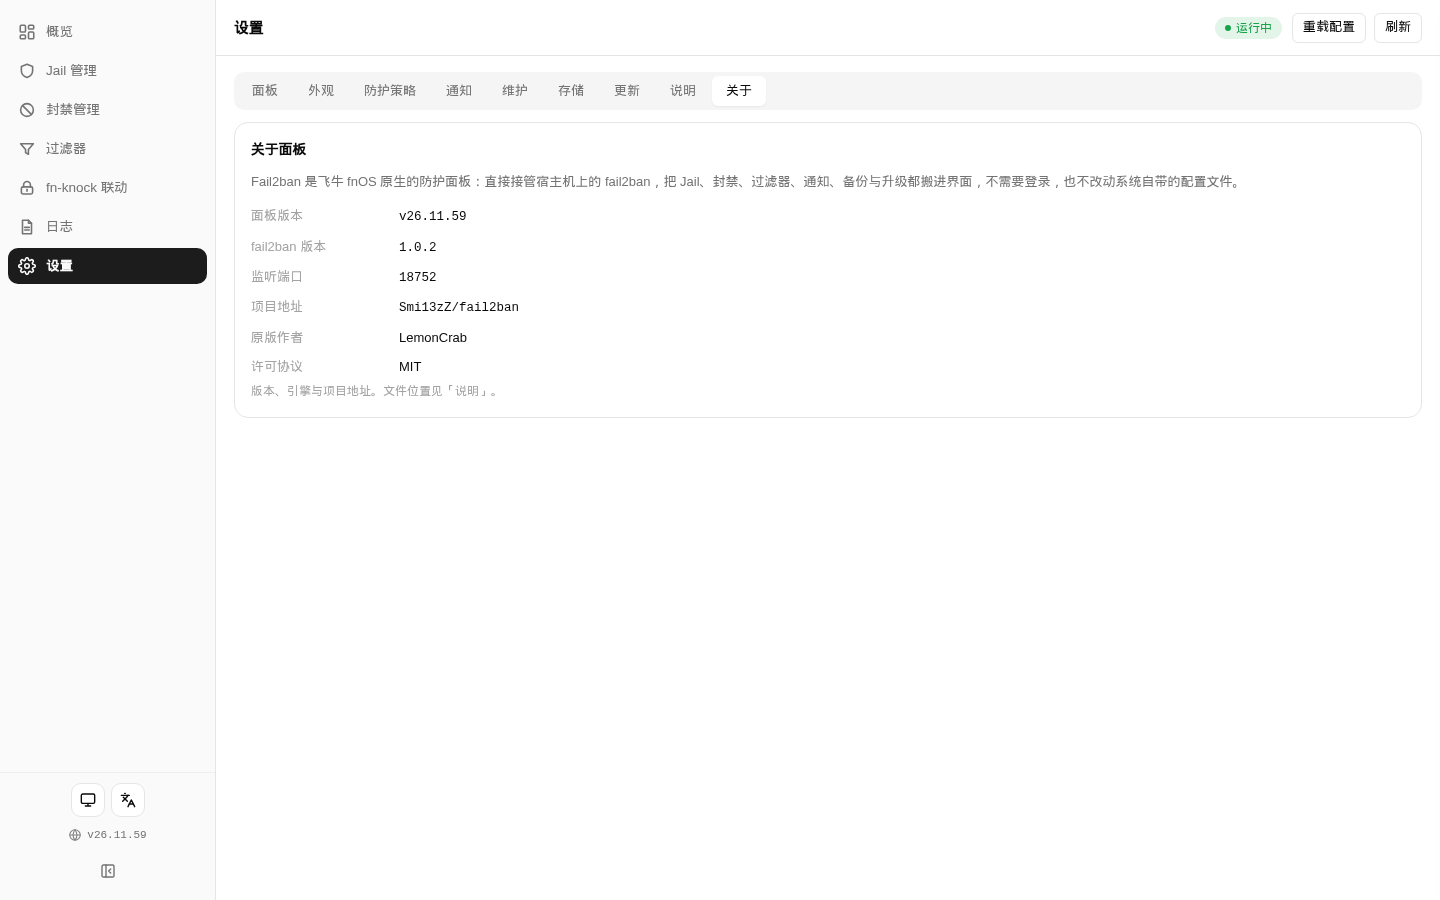 概览
Jail 管理
封禁管理
过滤器
fn-knock 联动
日志
设置
v26.11.59
设置
运行中
重载配置
刷新
面板
外观
防护策略
通知
维护
存储
更新
说明
关于
关于面板
Fail2ban 是飞牛 fnOS 原生的防护面板：直接接管宿主机上的 fail2ban，把 Jail、封禁、过滤器、通知、备份与升级都搬进界面，不需要登录，也不改动系统自带的配置文件。
面板版本 v26.11.59
fail2ban 版本 1.0.2
监听端口 18752
项目地址 Smi13zZ/fail2ban
原版作者 LemonCrab
许可协议 MIT
版本、引擎与项目地址。文件位置见「说明」。